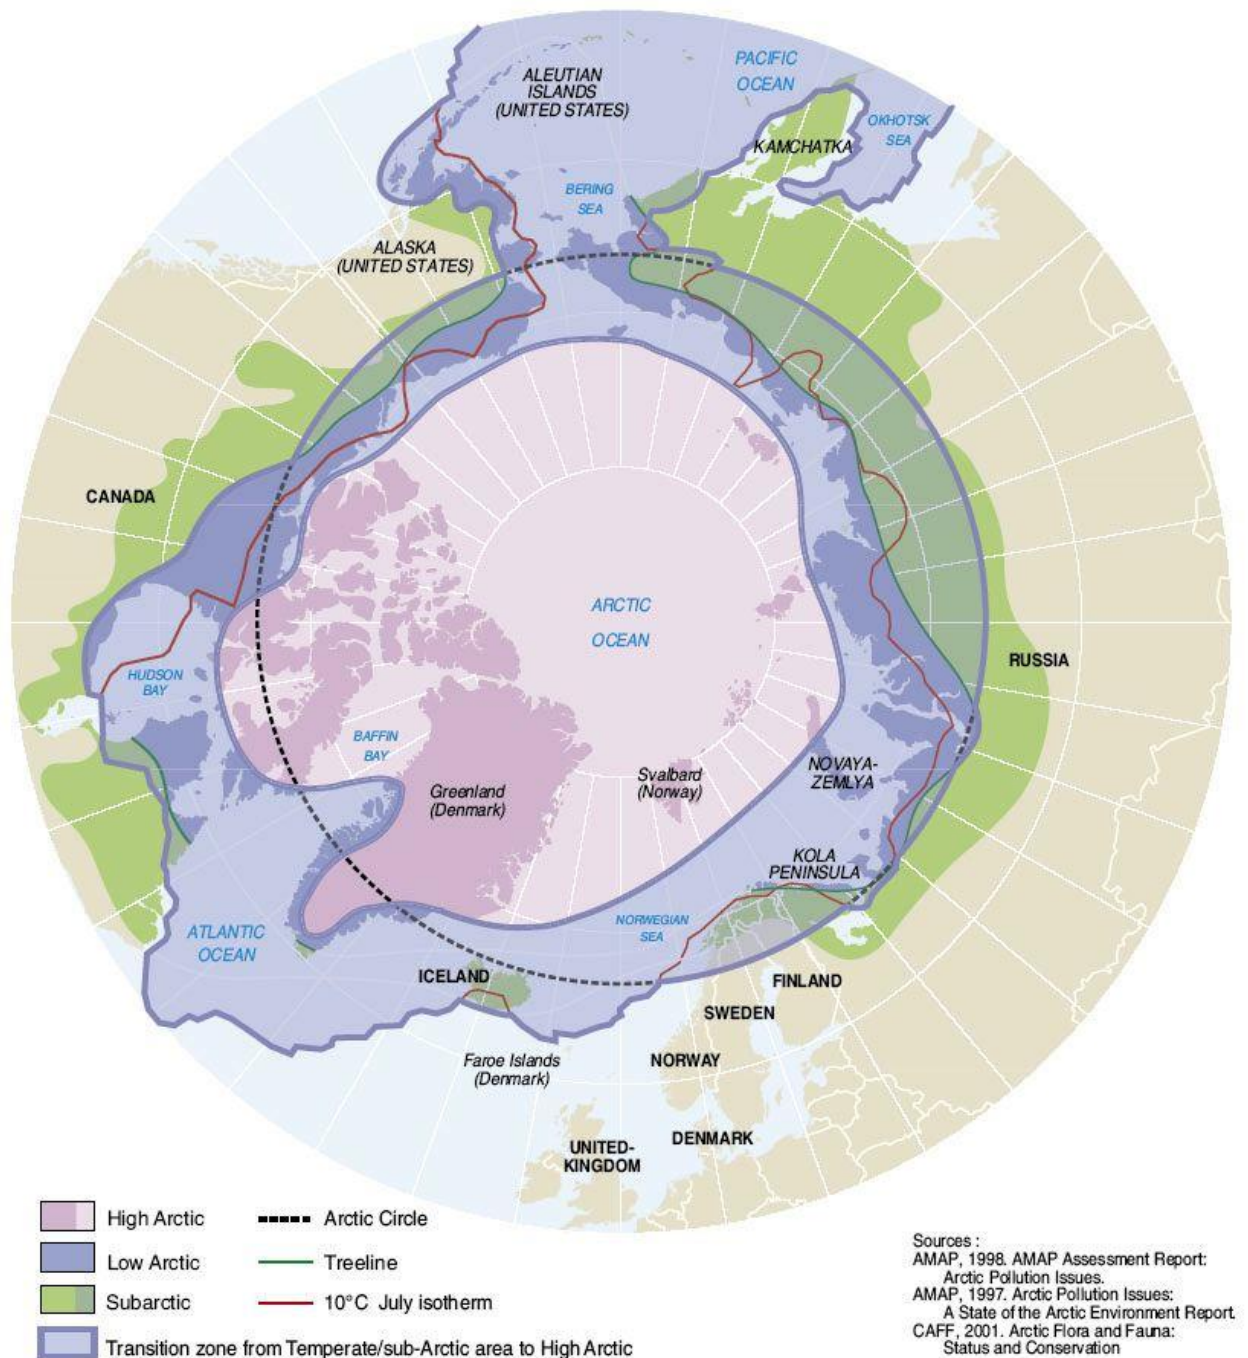 PACIFIC
OCEAN
ALEUTIAN
ISLANDS
(UNITED STATES)
OKHOTSK
SEA
KAMCHATKA
BERING
SEA
ALASKA
(UNITED STATES)
CANADA
ARCTIC
OCEAN
RUSSIA
HUDSON
BAY
BAFFIN
BAY
NOVAYA-
ZEMLYA
Svalbard
(Norway)
Greenland
(Denmark)
KOLA
PENINSULA
ATLANTIC
OCEAN
NORWEGIAN
SEA
ICELAND
FINLAND
SWEDEN
Faroe Islands
(Denmark)
NORWAY
DENMARK
UNITED-
KINGDOM
High Arctic
Low Arctic
Subarctic
Transition zone from Temperate/sub-Arctic area to High Arctic
Arctic Circle
Treeline
10°C July isotherm
Sources :
AMAP, 1998. AMAP Assessment Report:
Arctic Pollution Issues.
AMAP, 1997. Arctic Pollution Issues:
A State of the Arctic Environment Report.
CAFF, 2001. Arctic Flora and Fauna:
Status and Conservation